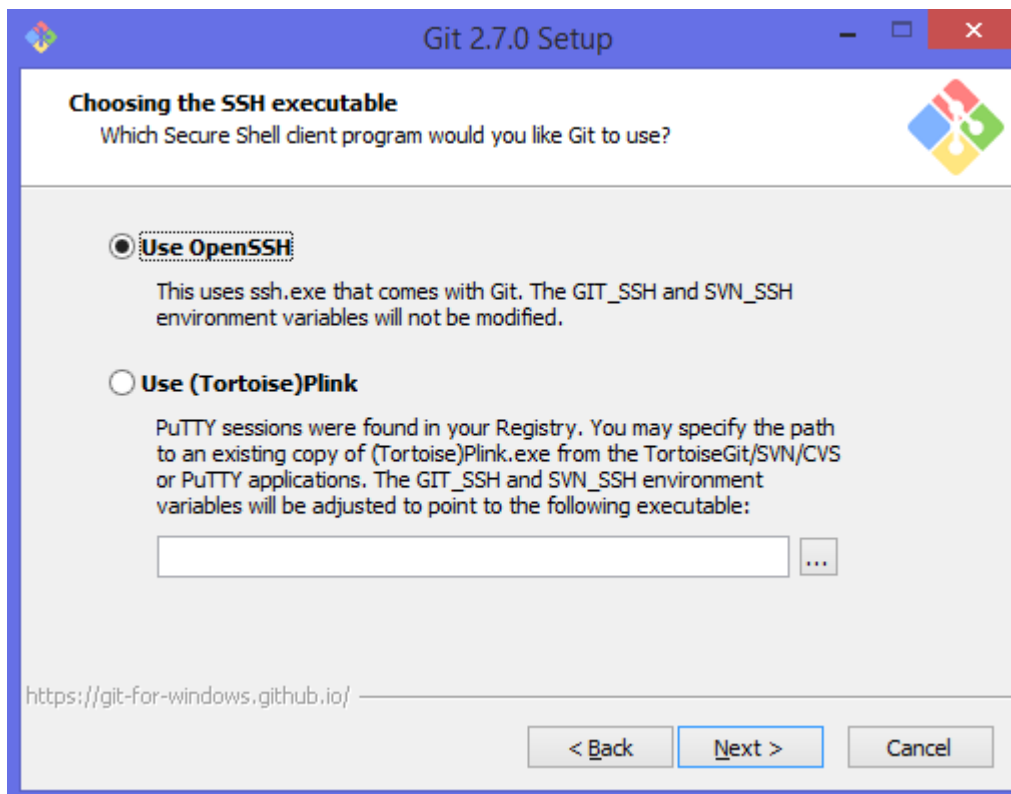 Git 2.7.0 Setup
Choosing the SSH executable
Which Secure Shell client program would you like Git to use?
Use OpenSSH
This uses ssh.exe that comes with Git. The GIT_SSH and SVN_SSH
environment variables will not be modified.
Use (Tortoise)Plink
PuTTY sessions were found in your Registry. You may specify the path
to an existing copy of (Tortoise)Plink.exe from the TortoiseGit/SVN/CVS
or PuTTY applications. The GIT_SSH and SVN_SSH environment
variables will be adjusted to point to the following executable:
...
https://git-for-windows.github.io/
< Back Next > Cancel